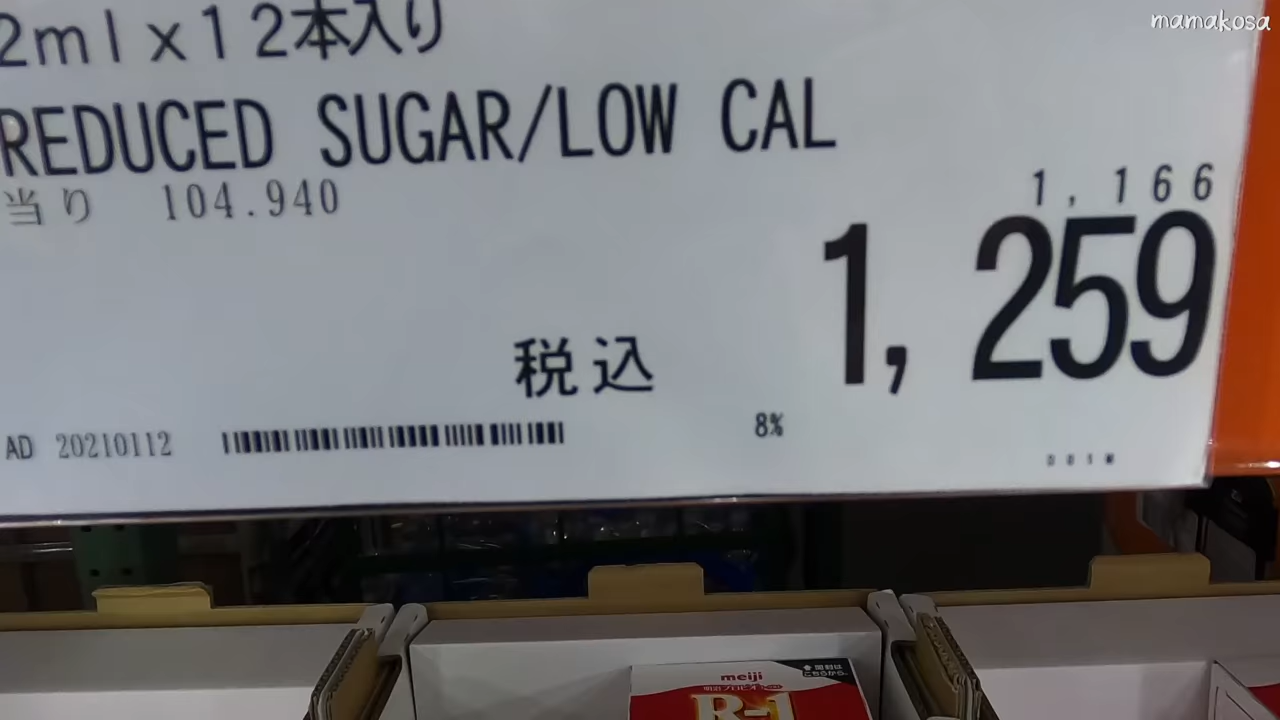 mamakosa
2ml x 12本入り
REDUCED SUGAR/LOW CAL
当り 104.940
1,166
1,259
税込
8%
AD 20210112
meiji
R-1